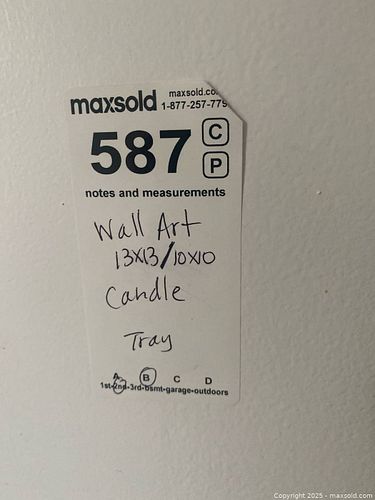 maxsold
maxsold.co
1-877-257-779
587
C
P
notes and measurements
Wall Art
13x13/10x10
Candle
Tray
A B C D
1st-2nd-3rd-bsmt-garage-outdoors
Copyright 2025 - maxsold.com